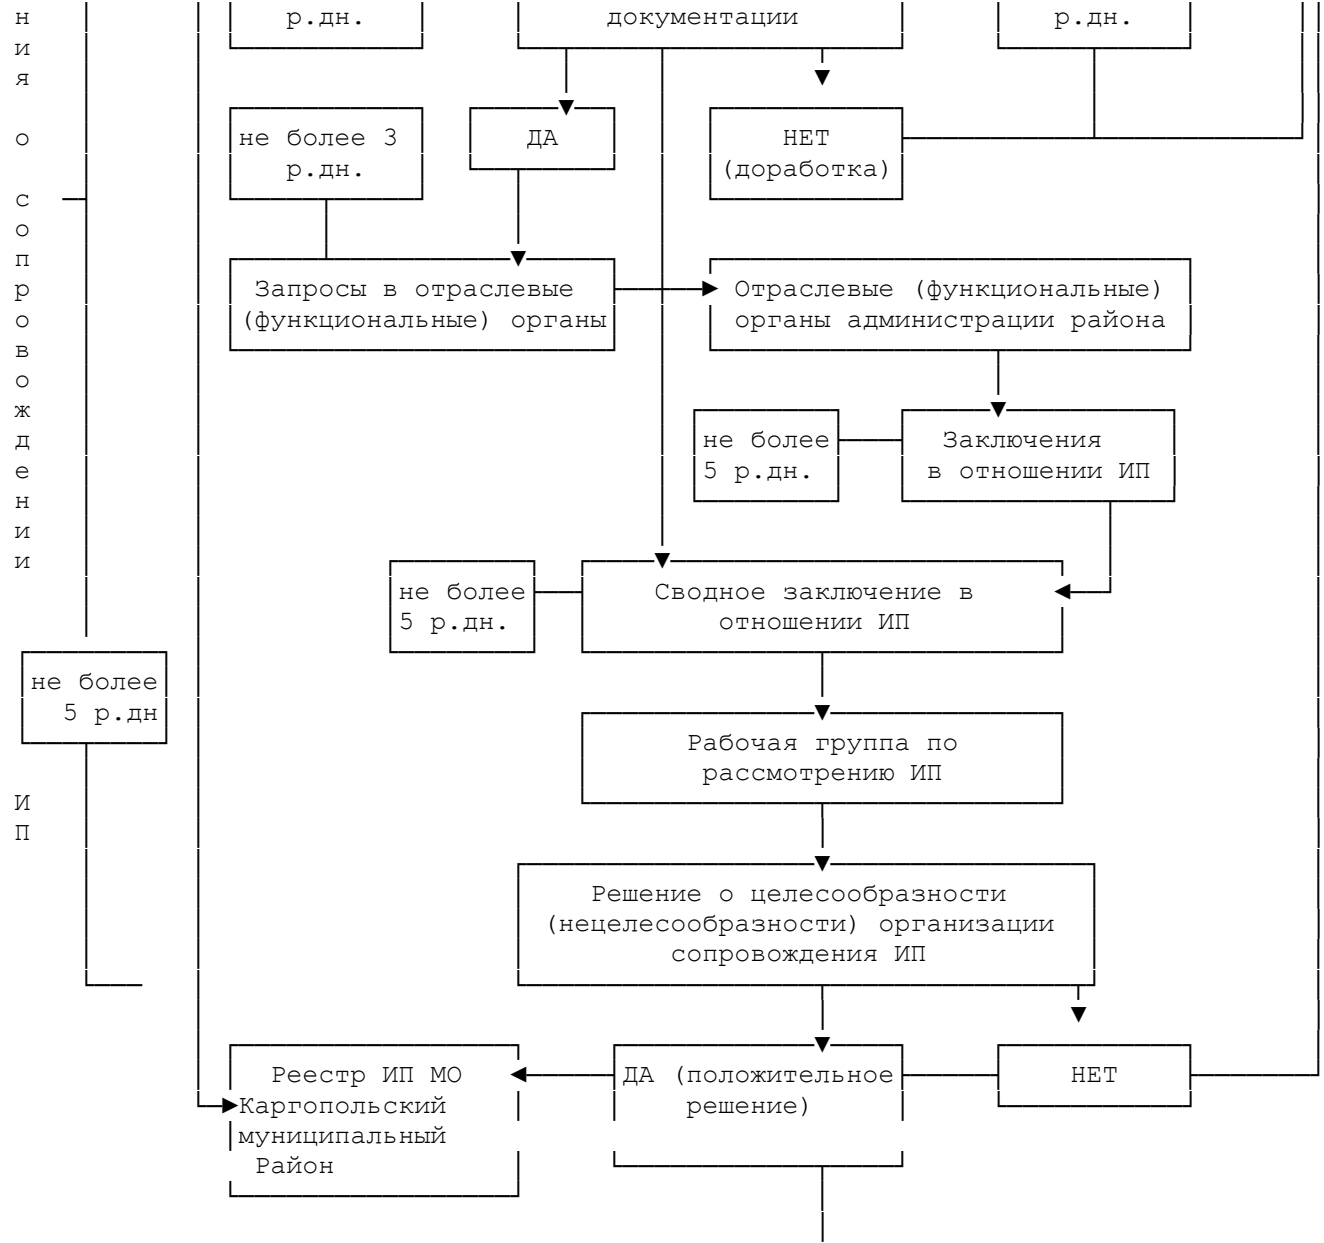 н
и
я
о
с
о
п
р
о
в
о
ж
д
е
н
и
и
И
П
р.дн.
документации
р.дн.
не более 3
р.дн.
ДА
НЕТ
(доработка)
Запросы в отраслевые
(функциональные) органы
Отраслевые (функциональные)
органы администрации района
не более
5 р.дн.
Заключения
в отношении ИП
не более
5 р.дн.
Сводное заключение в
отношении ИП
не более
5 р.дн
Рабочая группа по
рассмотрению ИП
Решение о целесообразности
(нецелесообразности) организации
сопровождения ИП
Реестр ИП МО
Каргопольский
муниципальный
Район
ДА (положительное
решение)
НЕТ